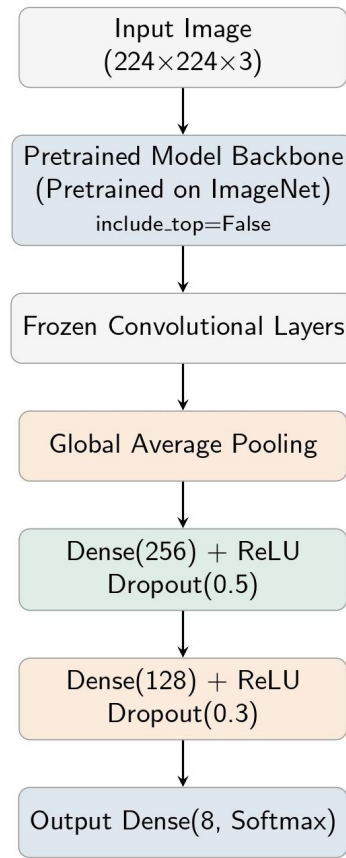 Input Image
(224×224×3)
Pretrained Model Backbone
(Pretrained on ImageNet)
include_top=False
Frozen Convolutional Layers
Global Average Pooling
Dense(256) + ReLU
Dropout(0.5)
Dense(128) + ReLU
Dropout(0.3)
Output Dense(8, Softmax)